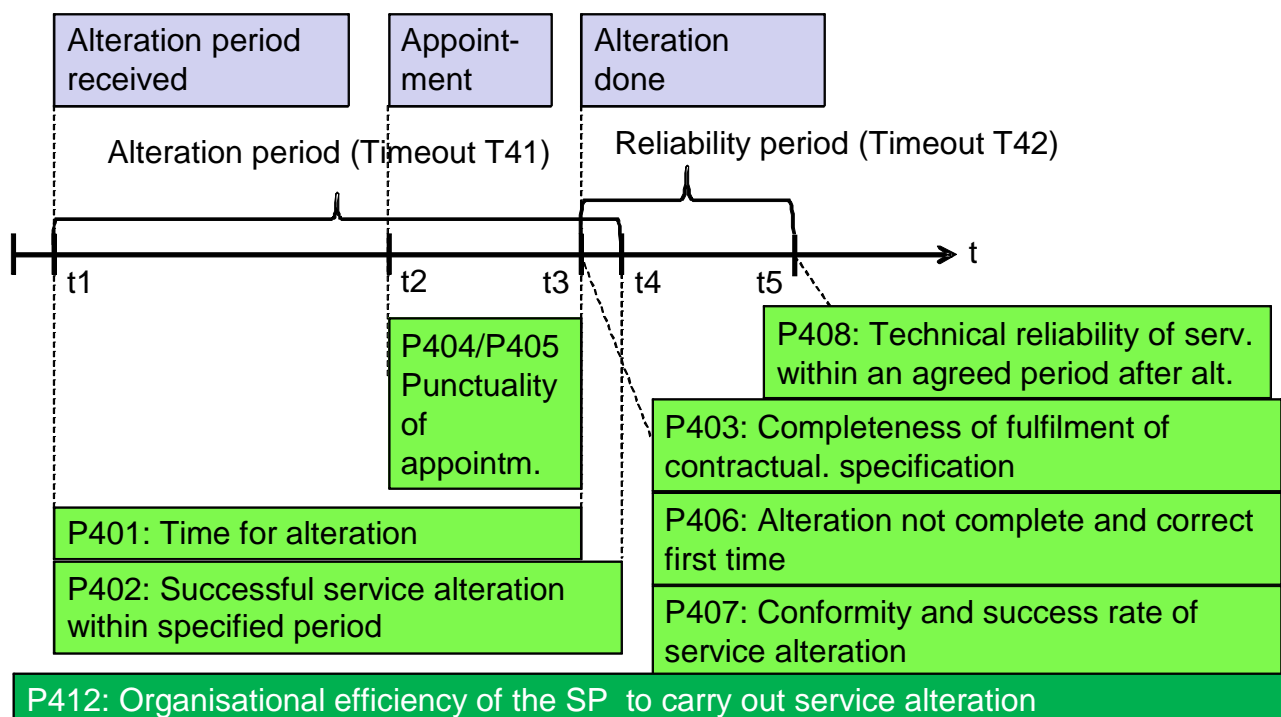 Alteration period
received
Appoint-
ment
Alteration
done
Alteration period (Timeout T41)
Reliability period (Timeout T42)
t
t1
t2
t3
t4
t5
P404/P405
Punctuality
of
appointm.
P408: Technical reliability of serv.
within an agreed period after alt.
P403: Completeness of fulfilment of
contractual. specification
P401: Time for alteration
P406: Alteration not complete and correct
first time
P402: Successful service alteration
within specified period
P407: Conformity and success rate of
service alteration
P412: Organisational efficiency of the SP to carry out service alteration